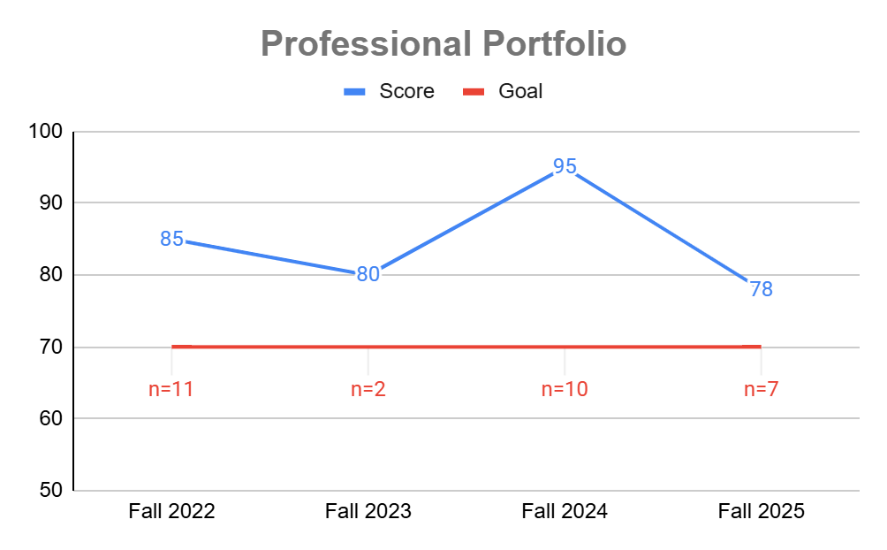 Professional Portfolio
Score Goal
100
90
80
70
60
50
85
80
95
78
n=11
n=2
n=10
n=7
Fall 2022
Fall 2023
Fall 2024
Fall 2025